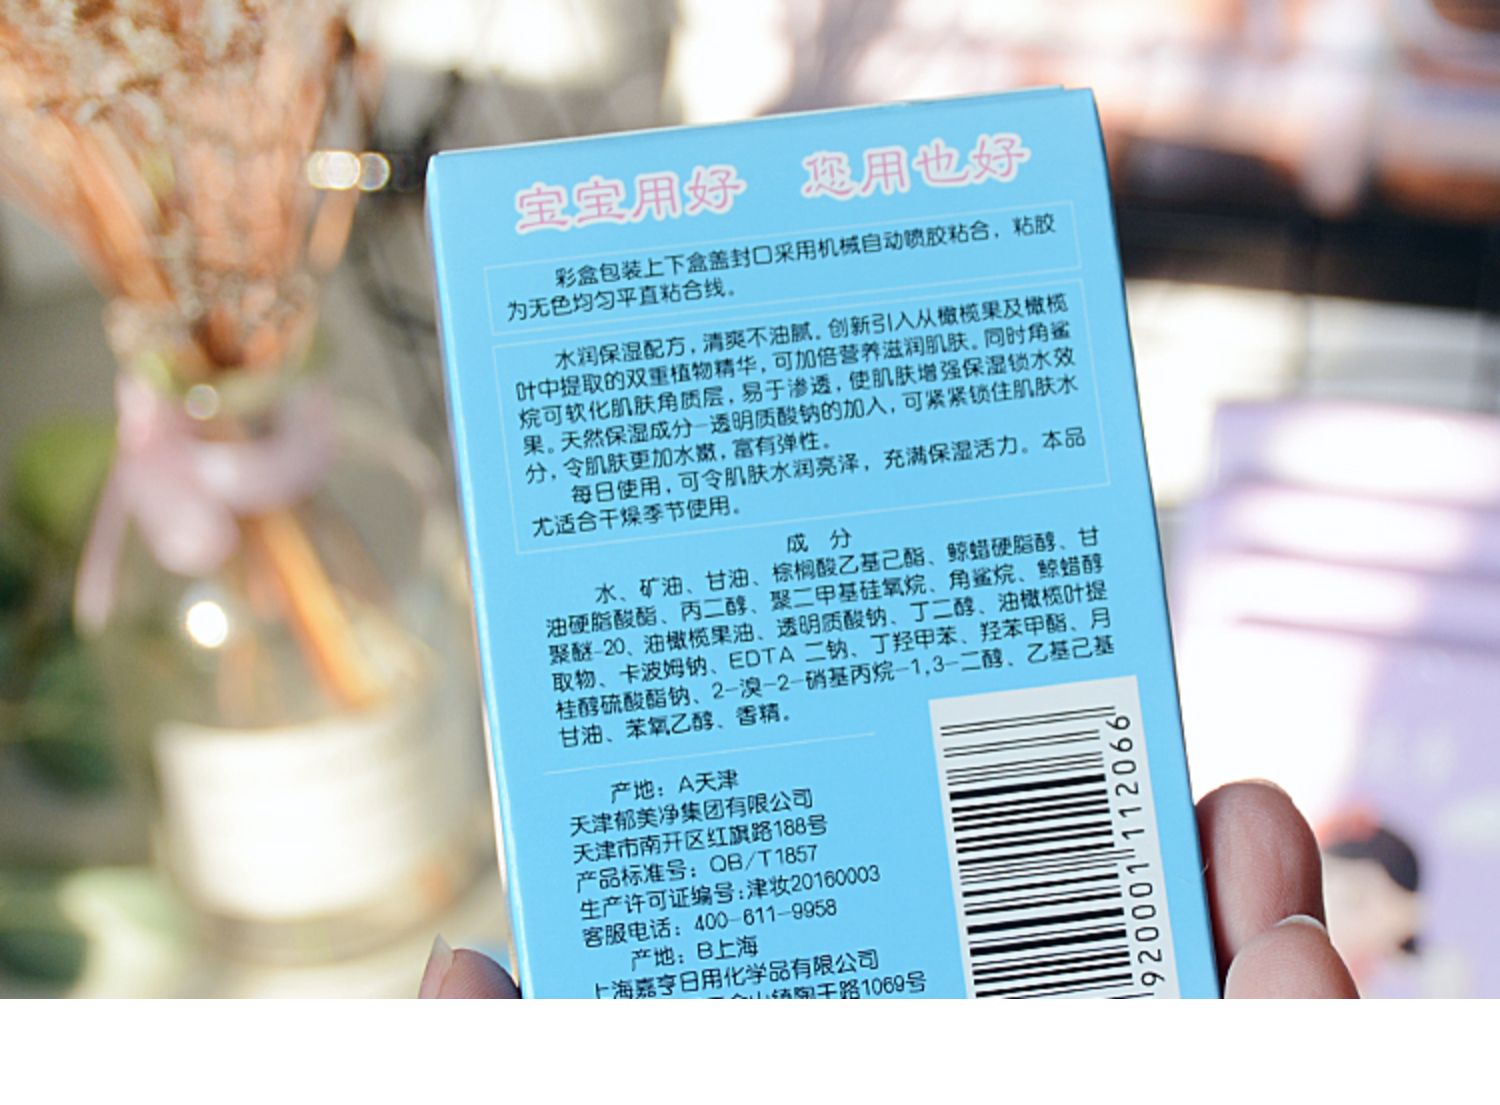 宝宝用好 您用也好
彩盒包装上下盒盖封口采用机械自动喷胶粘合，粘胶
为无色均匀平直粘合线。
水润保湿配方，清爽不油腻。创新引入从橄榄果及橄榄
叶中提取的双重植物精华，可加倍营养滋润肌肤。同时角鲨
烷可软化肌肤角质层，易于渗透，使肌肤增强保湿锁水效
果。天然保湿成分-透明质酸钠的加入，可紧紧锁住肌肤水
分，令肌肤更加水嫩，富有弹性。
每日使用，可令肌肤水润亮泽，充满保湿活力。本品
尤适合干燥季节使用。
成 分
水、矿油、甘油、棕榈酸乙基己酯、鲸蜡硬脂醇、甘
油硬脂酸酯、丙二醇、聚二甲基硅氧烷、角鲨烷、鲸蜡醇
聚醚-20、油橄榄果油、透明质酸钠、丁二醇、油橄榄叶提
取物、卡波姆钠、EDTA 二钠、丁羟甲苯、羟苯甲酯、月
桂醇硫酸酯钠、2-溴-2-硝基丙烷-1,3-二醇、乙基己基
甘油、苯氧乙醇、香精。
产地：A天津
天津郁美净集团有限公司
天津市南开区红旗路188号
产品标准号：QB/T1857
生产许可证编号:津妆20160003
客服电话：400-611-9958
产地：B上海
上海嘉亨日用化学品有限公司
路1069号
920001112066